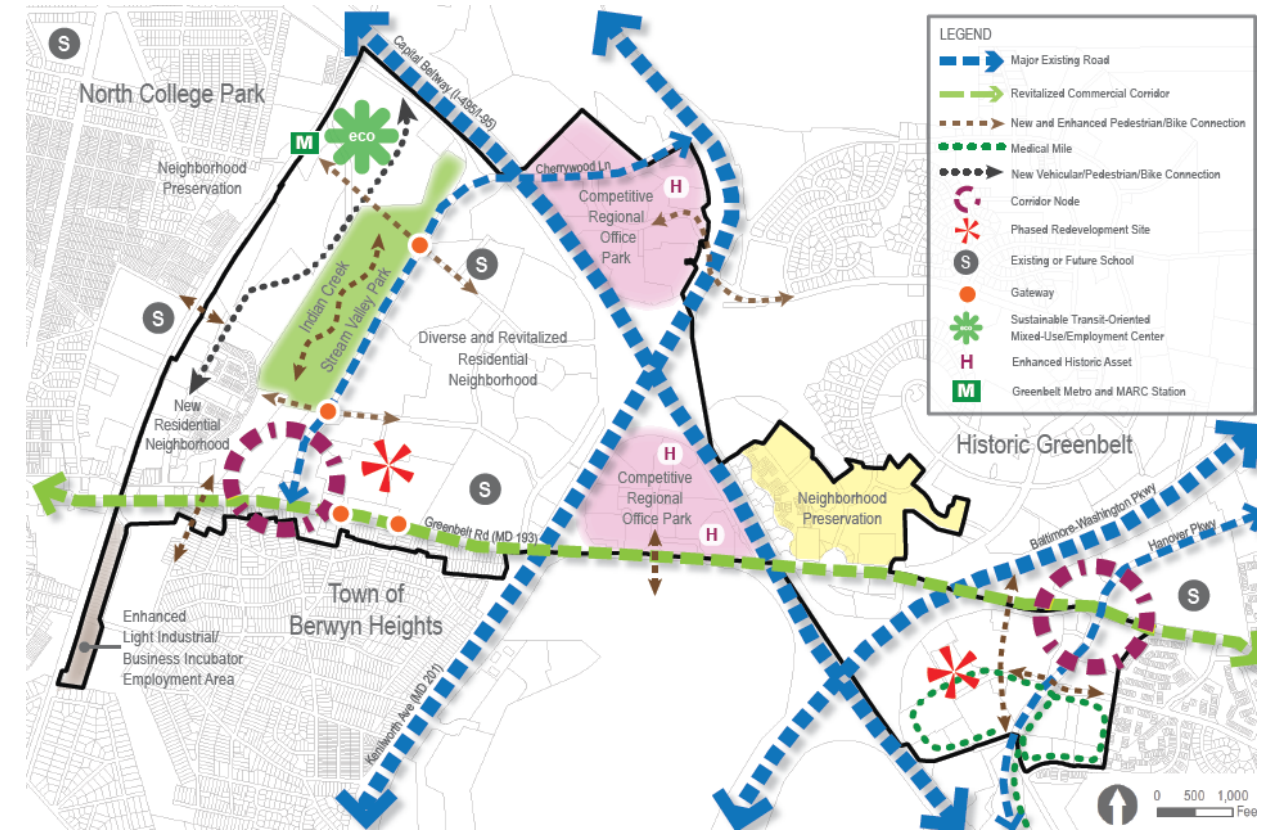 S
North College Park
Capital Beltway (I-495/I-95)
eco
M
Neighborhood
Preservation
Cherrywood Ln
H
Competitive
Regional
Office
Park
S
Indian Creek
Stream Valley Park
S
Diverse and Revitalized
Residential
Neighborhood
New
Residential
Neighborhood
S
Greenbelt Rd (MD 193)
H
Competitive
Regional
Office Park
H
Neighborhood
Preservation
Historic Greenbelt
Baltimore-Washington Pkwy
Hanover Pkwy
S
Town of
Berwyn Heights
Enhanced
Light Industrial/
Business Incubator
Employment Area
Kenilworth Ave (MD 201)
LEGEND
Major Existing Road
Revitalized Commercial Corridor
New and Enhanced Pedestrian/Bike Connection
Medical Mile
New Vehicular/Pedestrian/Bike Connection
Corridor Node
Phased Redevelopment Site
S Existing or Future School
Gateway
eco Sustainable Transit-Oriented
Mixed-Use/Employment Center
H Enhanced Historic Asset
M Greenbelt Metro and MARC Station
0 500 1,000
Fee